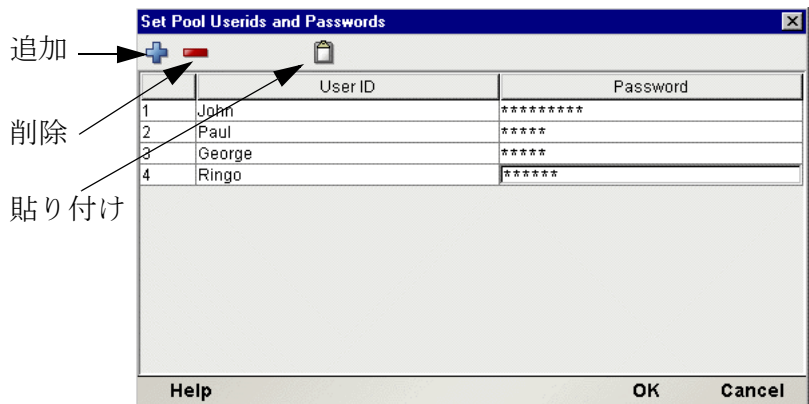 Set Pool Userids and Passwords
追加
削除
貼り付け
User ID Password
1 John *********
2 Paul *****
3 George *****
4 Ringo ******
Help OK Cancel